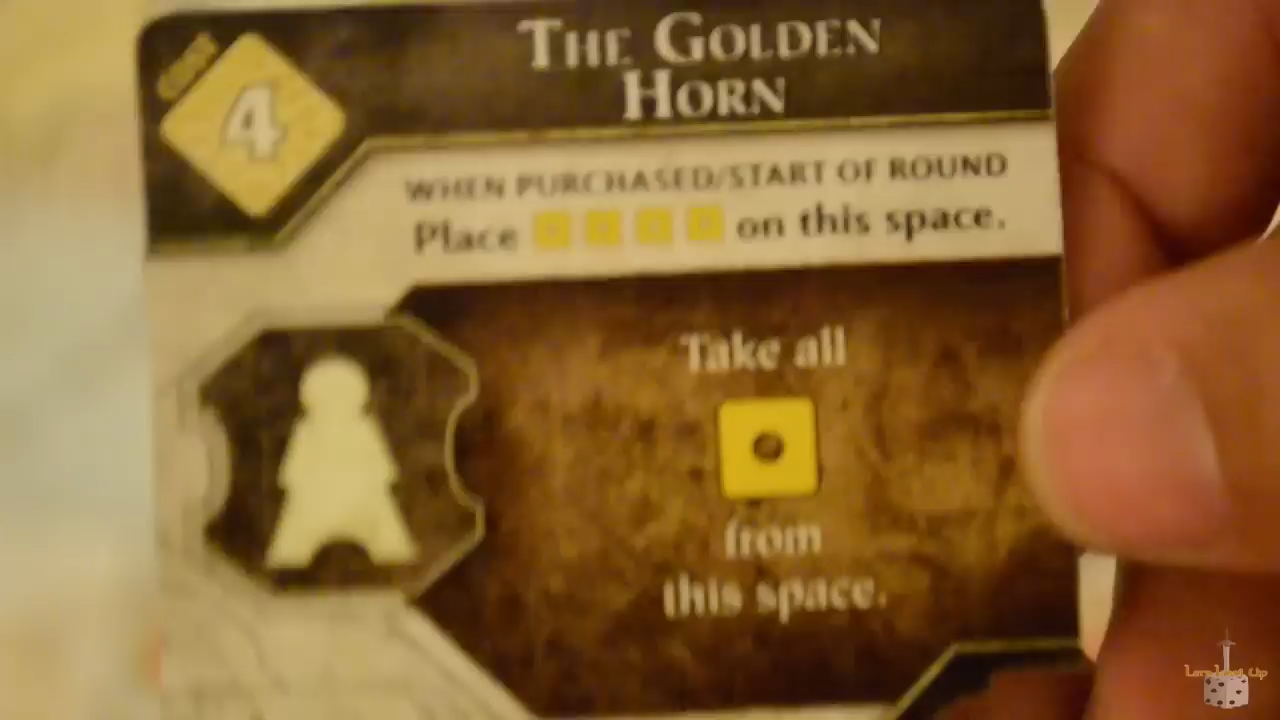 THE GOLDEN
HORN
4
WHEN PURCHASED/START OF ROUND
Place on this space.
Take all
from
this space.